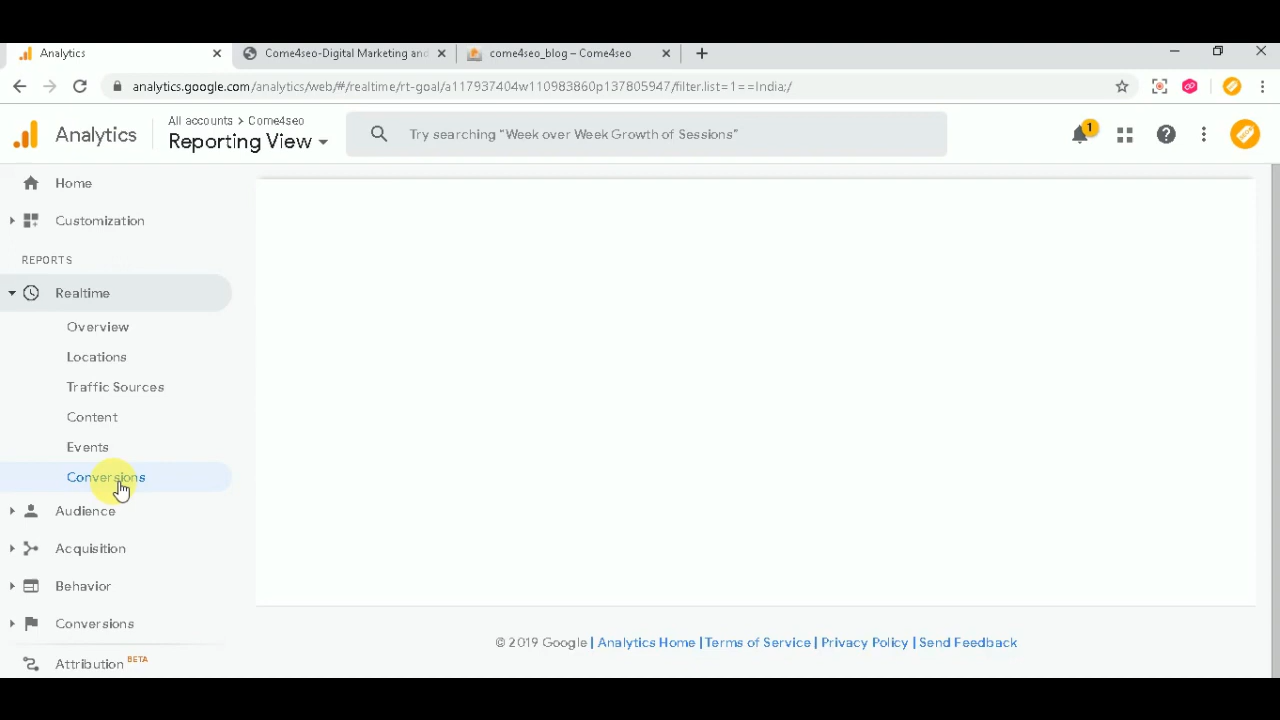 Analytics
Come4seo-Digital Marketing and
come4seo_blog – Come4seo
analytics.google.com/analytics/web/#/realtime/rt-goal/a117937404w110983860p137805947/filter.list=1==India;/
Analytics
All accounts > Come4seo
Reporting View
Try searching "Week over Week Growth of Sessions"
1
Home
Customization
REPORTS
Realtime
Overview
Locations
Traffic Sources
Content
Events
Conversions
Audience
Acquisition
Behavior
Conversions
Attribution BETA
© 2019 Google | Analytics Home | Terms of Service | Privacy Policy | Send Feedback